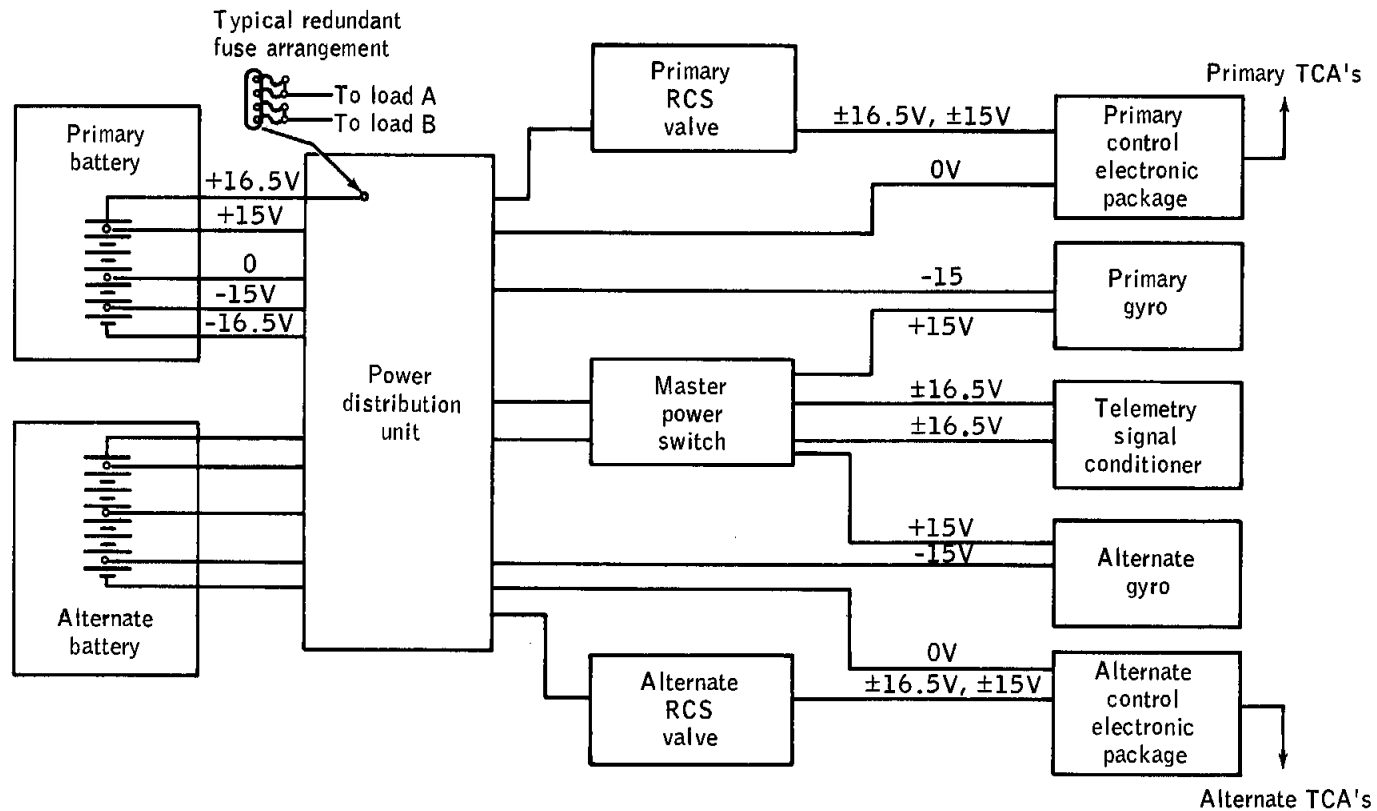 Typical redundant
fuse arrangement
To load A
To load B
Primary
battery
+16.5V
+15V
0
-15V
-16.5V
Alternate
battery
Power
distribution
unit
Primary
RCS
valve
±16.5V, ±15V
0V
Primary
control
electronic
package
Primary TCA's
-15
+15V
Primary
gyro
Master
power
switch
±16.5V
±16.5V
Telemetry
signal
conditioner
+15V
-15V
Alternate
gyro
0V
±16.5V, ±15V
Alternate
RCS
valve
Alternate
control
electronic
package
Alternate TCA's